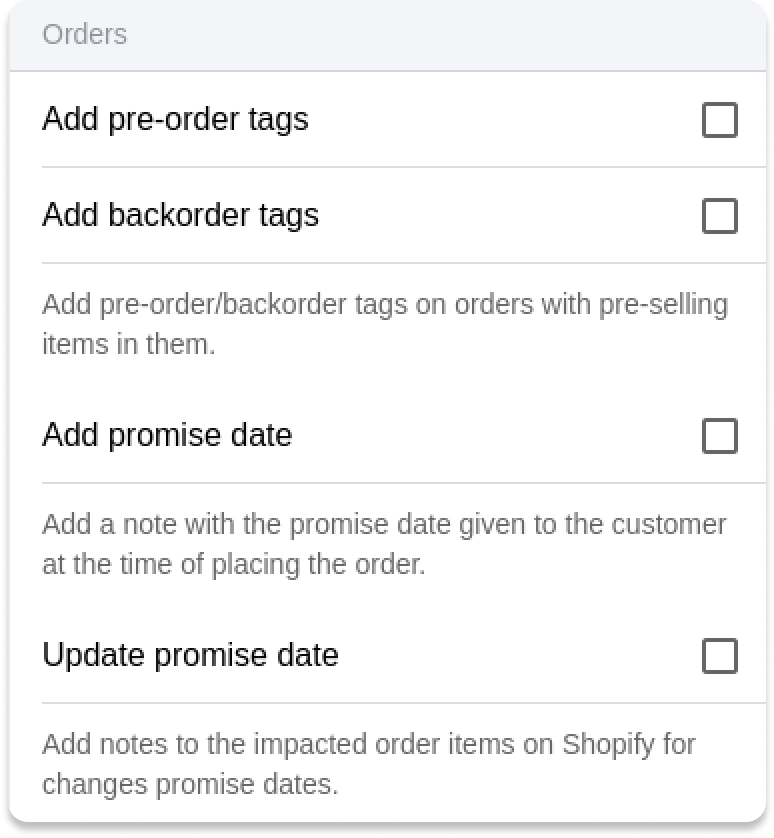 Orders
Add pre-order tags
Add backorder tags
Add pre-order/backorder tags on orders with pre-selling
items in them.
Add promise date
Add a note with the promise date given to the customer
at the time of placing the order.
Update promise date
Add notes to the impacted order items on Shopify for
changes promise dates.